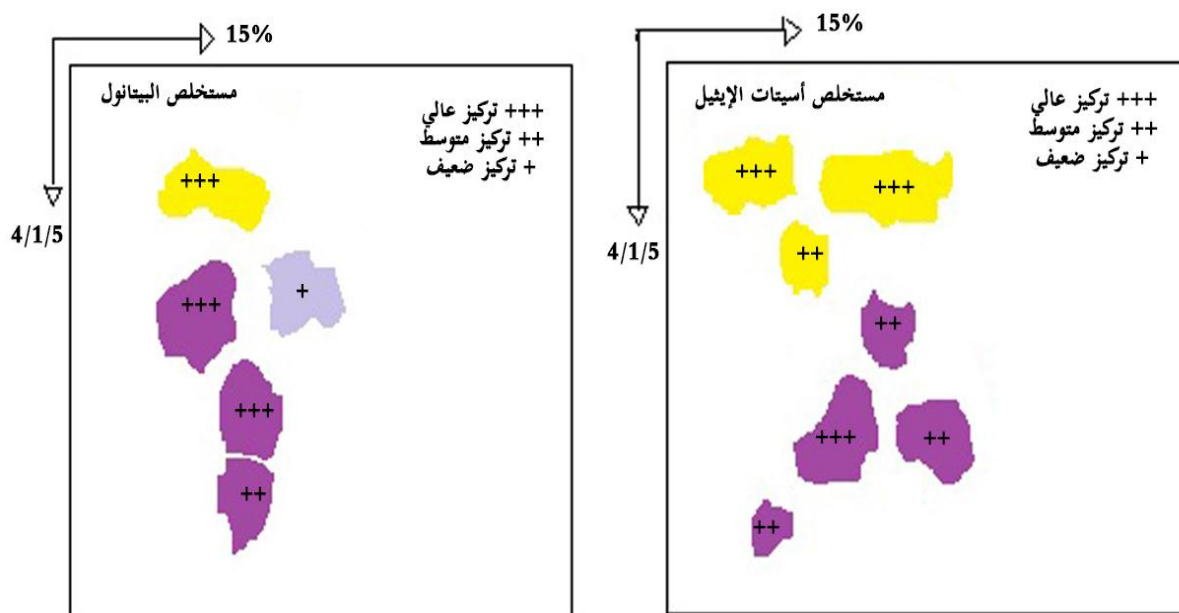 15%
4/1/5
مستخلص البيتانول
+++ تركيز عالي
++ تركيز متوسط
+ تركيز ضعيف
+++
+++
+
+++
++
15%
4/1/5
مستخلص أسيتات الإيثيل
+++ تركيز عالي
++ تركيز متوسط
+ تركيز ضعيف
+++
+++
++
++
+++
++
++